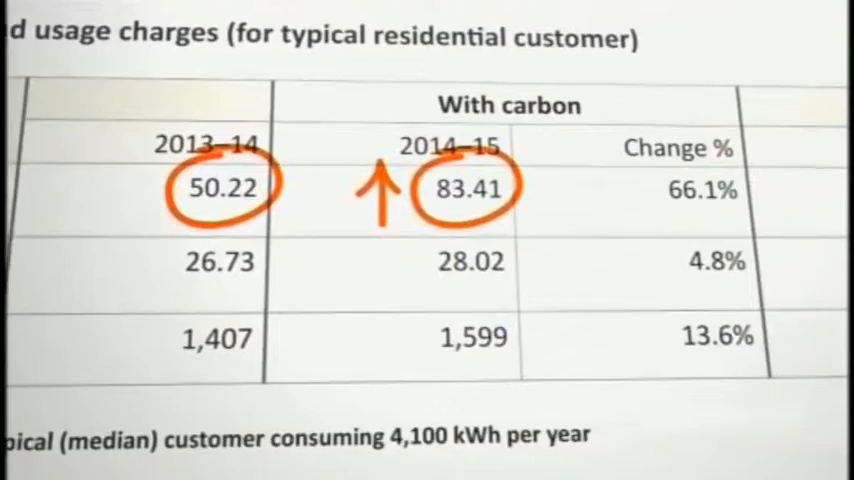 d usage charges (for typical residential customer)
With carbon
2013–14 2014–15 Change %
50.22 83.41 66.1%
26.73 28.02 4.8%
1,407 1,599 13.6%
pical (median) customer consuming 4,100 kWh per year